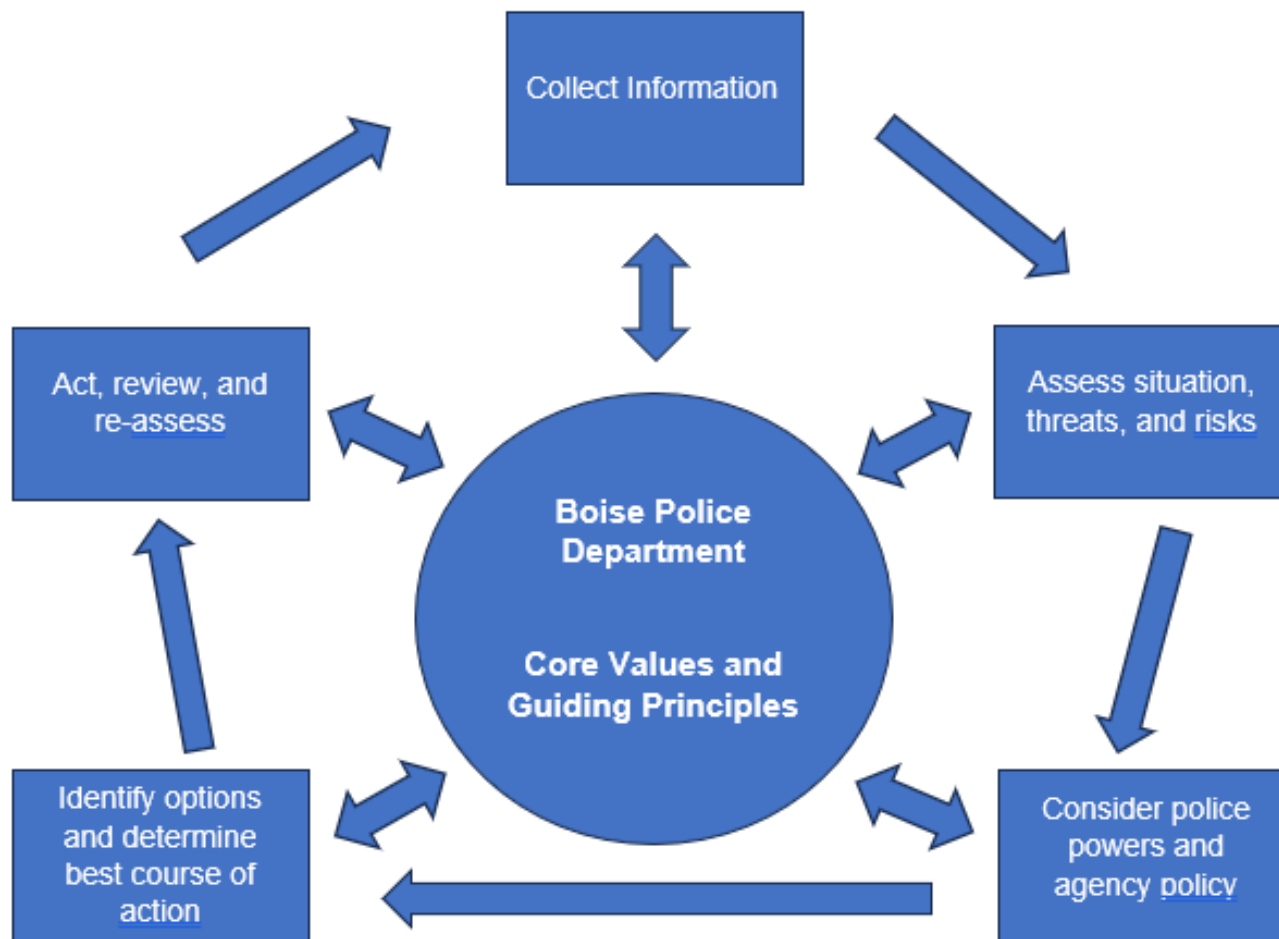 Collect Information
Assess situation,
threats, and risks
Consider police
powers and
agency policy
Identify options
and determine
best course of
action
Act, review, and
re-assess
Boise Police
Department
Core Values and
Guiding Principles